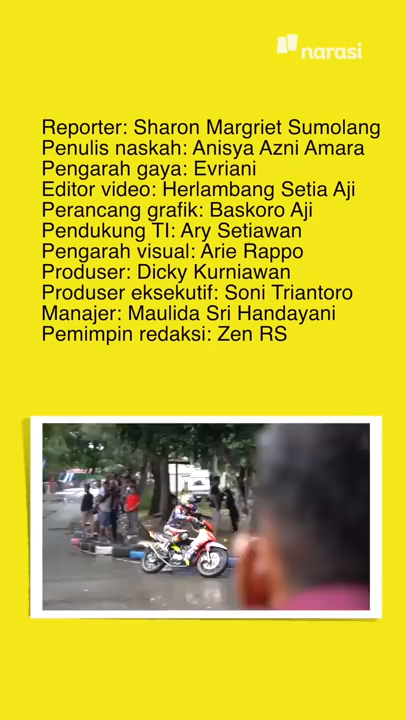 narasi
Reporter: Sharon Margriet Sumolang
Penulis naskah: Anisya Azni Amara
Pengarah gaya: Evriani
Editor video: Herlambang Setia Aji
Perancang grafik: Baskoro Aji
Pendukung TI: Ary Setiawan
Pengarah visual: Arie Rappo
Produser: Dicky Kurniawan
Produser eksekutif: Soni Triantoro
Manajer: Maulida Sri Handayani
Pemimpin redaksi: Zen RS